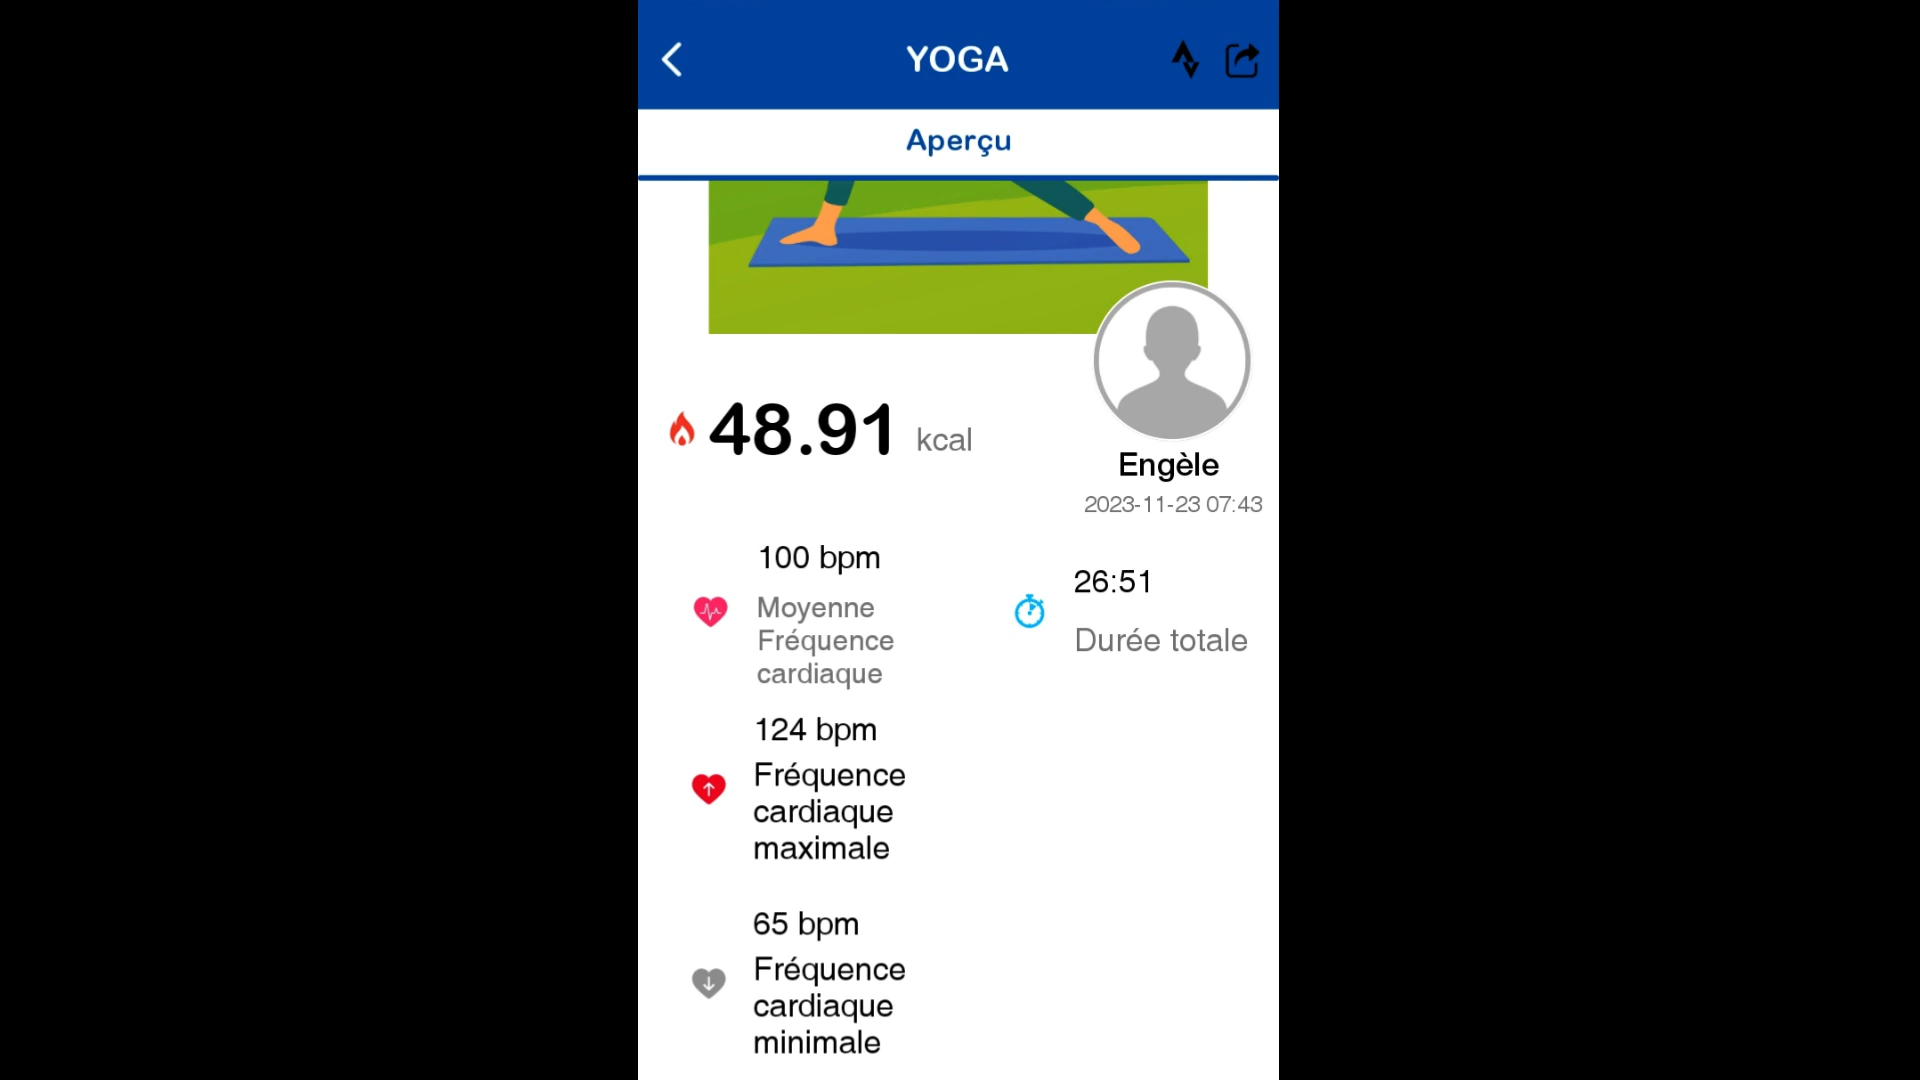 YOGA
Aperçu
48.91 kcal
Engèle
2023-11-23 07:43
100 bpm
Moyenne
Fréquence
cardiaque
26:51
Durée totale
124 bpm
Fréquence
cardiaque
maximale
65 bpm
Fréquence
cardiaque
minimale